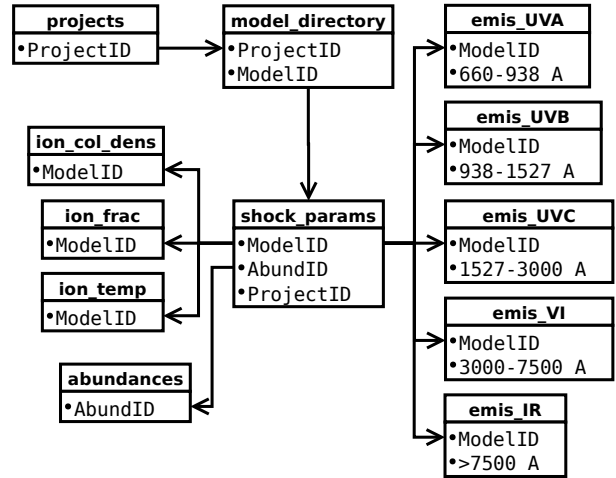 projects
•ProjectID
model_directory
•ProjectID
•ModelID
emis_UVA
•ModelID
•660-938 A
emis_UVB
•ModelID
•938-1527 A
ion_col_dens
•ModelID
ion_frac
•ModelID
ion_temp
•ModelID
shock_params
•ModelID
•AbundID
•ProjectID
emis_UVC
•ModelID
•1527-3000 A
emis_VI
•ModelID
•3000-7500 A
abundances
•AbundID
emis_IR
•ModelID
•>7500 A